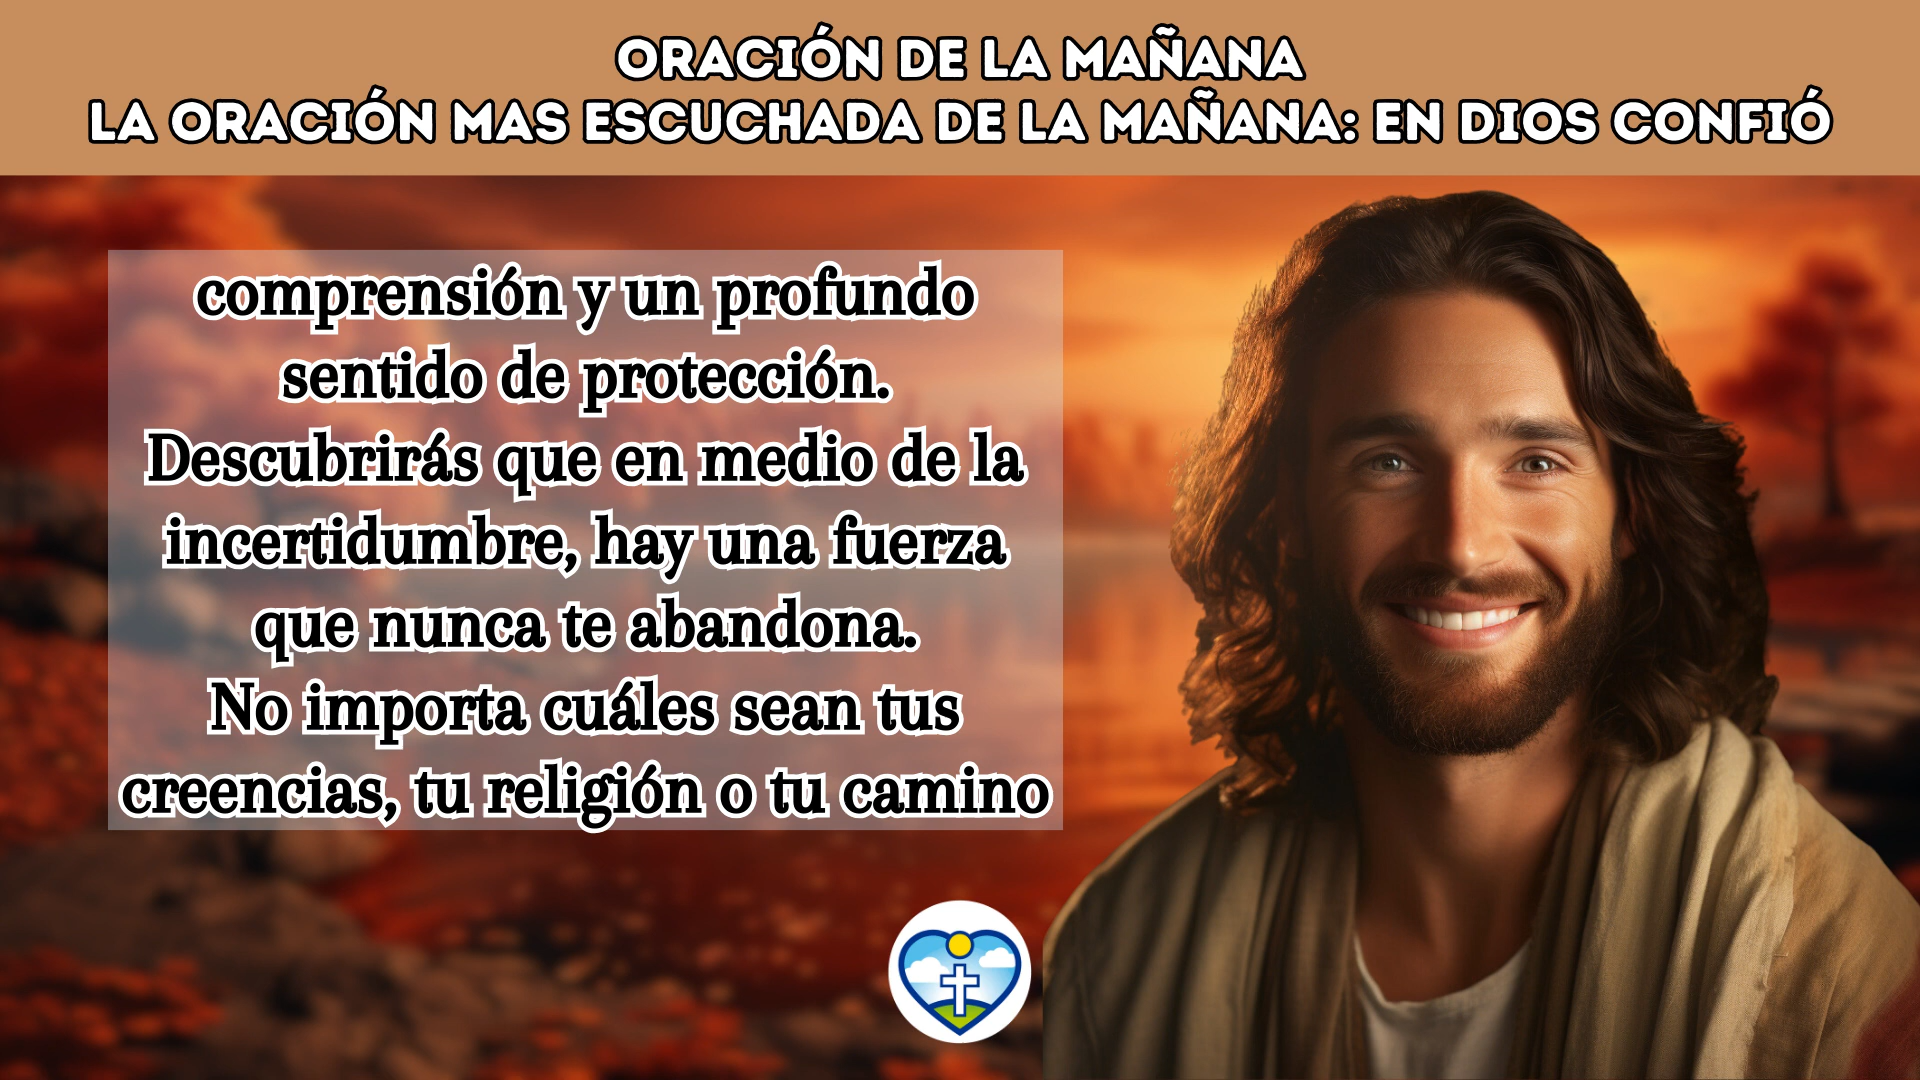 ORACIÓN DE LA MAÑANA
LA ORACIÓN MAS ESCUCHADA DE LA MAÑANA: EN DIOS CONFIÓ
comprensión y un profundo
sentido de protección.
Descubrirás que en medio de la
incertidumbre, hay una fuerza
que nunca te abandona.
No importa cuáles sean tus
creencias, tu religión o tu camino